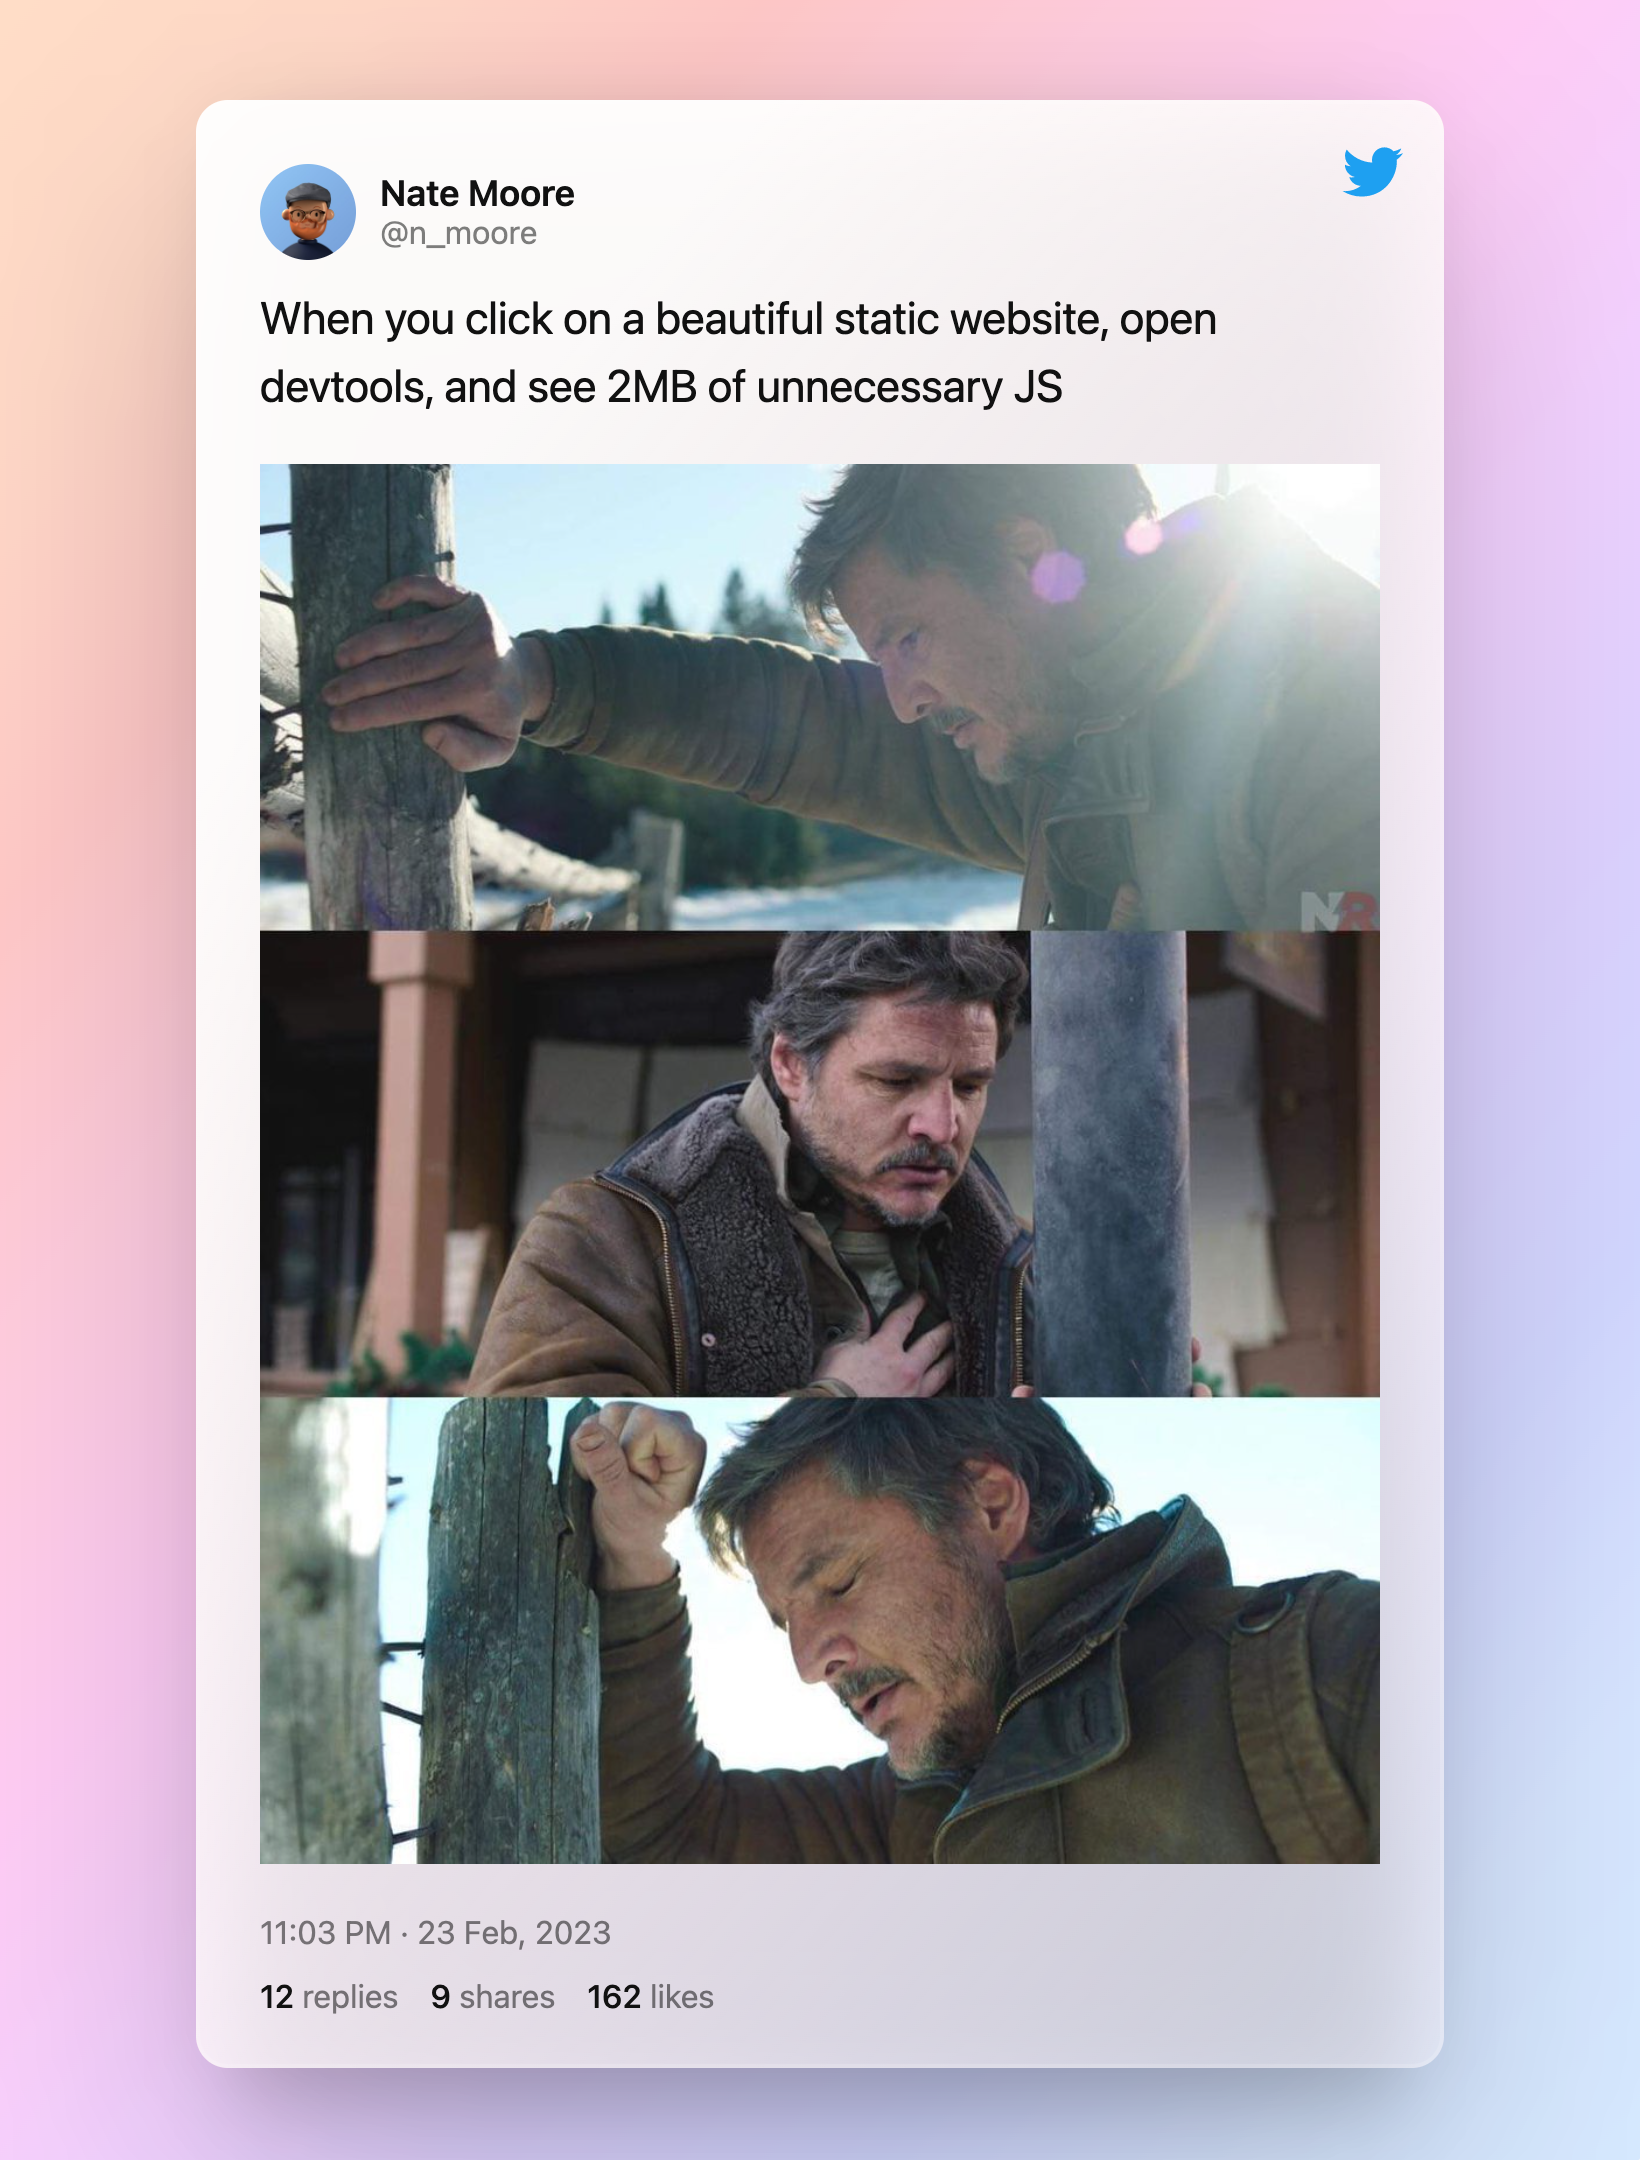 Nate Moore
@n_moore
When you click on a beautiful static website, open
devtools, and see 2MB of unnecessary JS
NR
11:03 PM · 23 Feb, 2023
12 replies 9 shares 162 likes